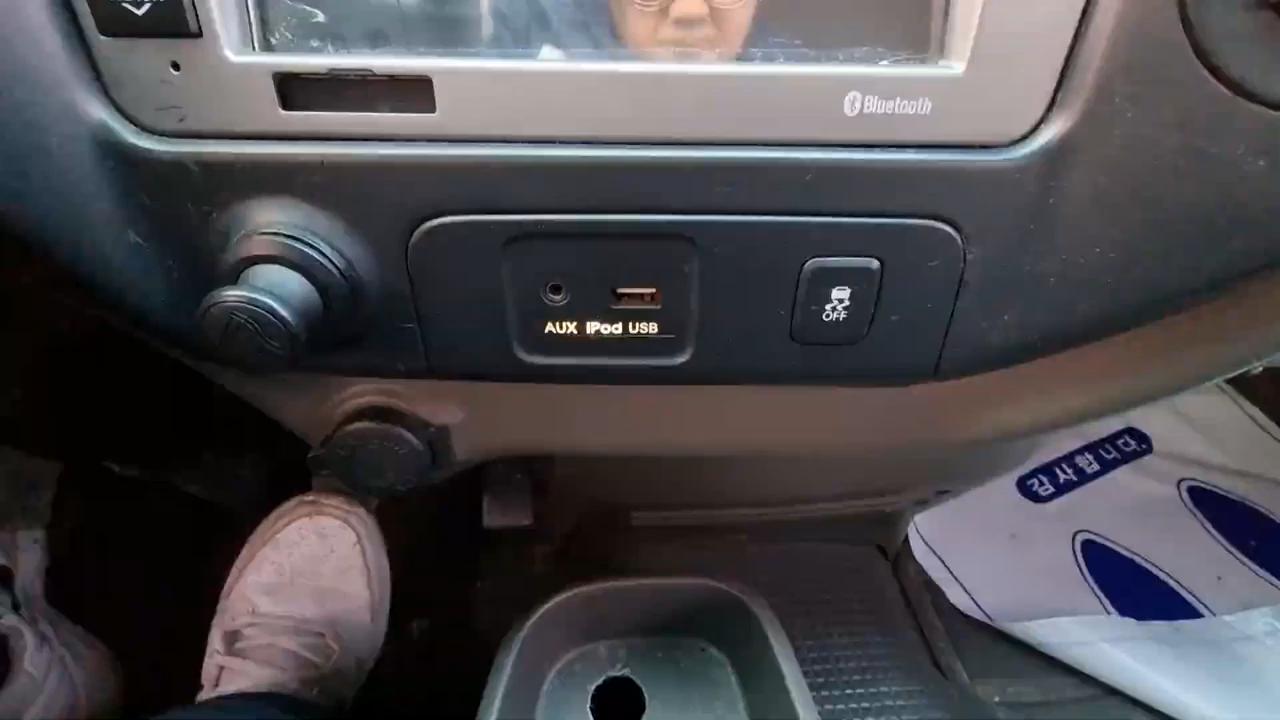 Bluetooth
AUX iPod USB
OFF
감사합니다.